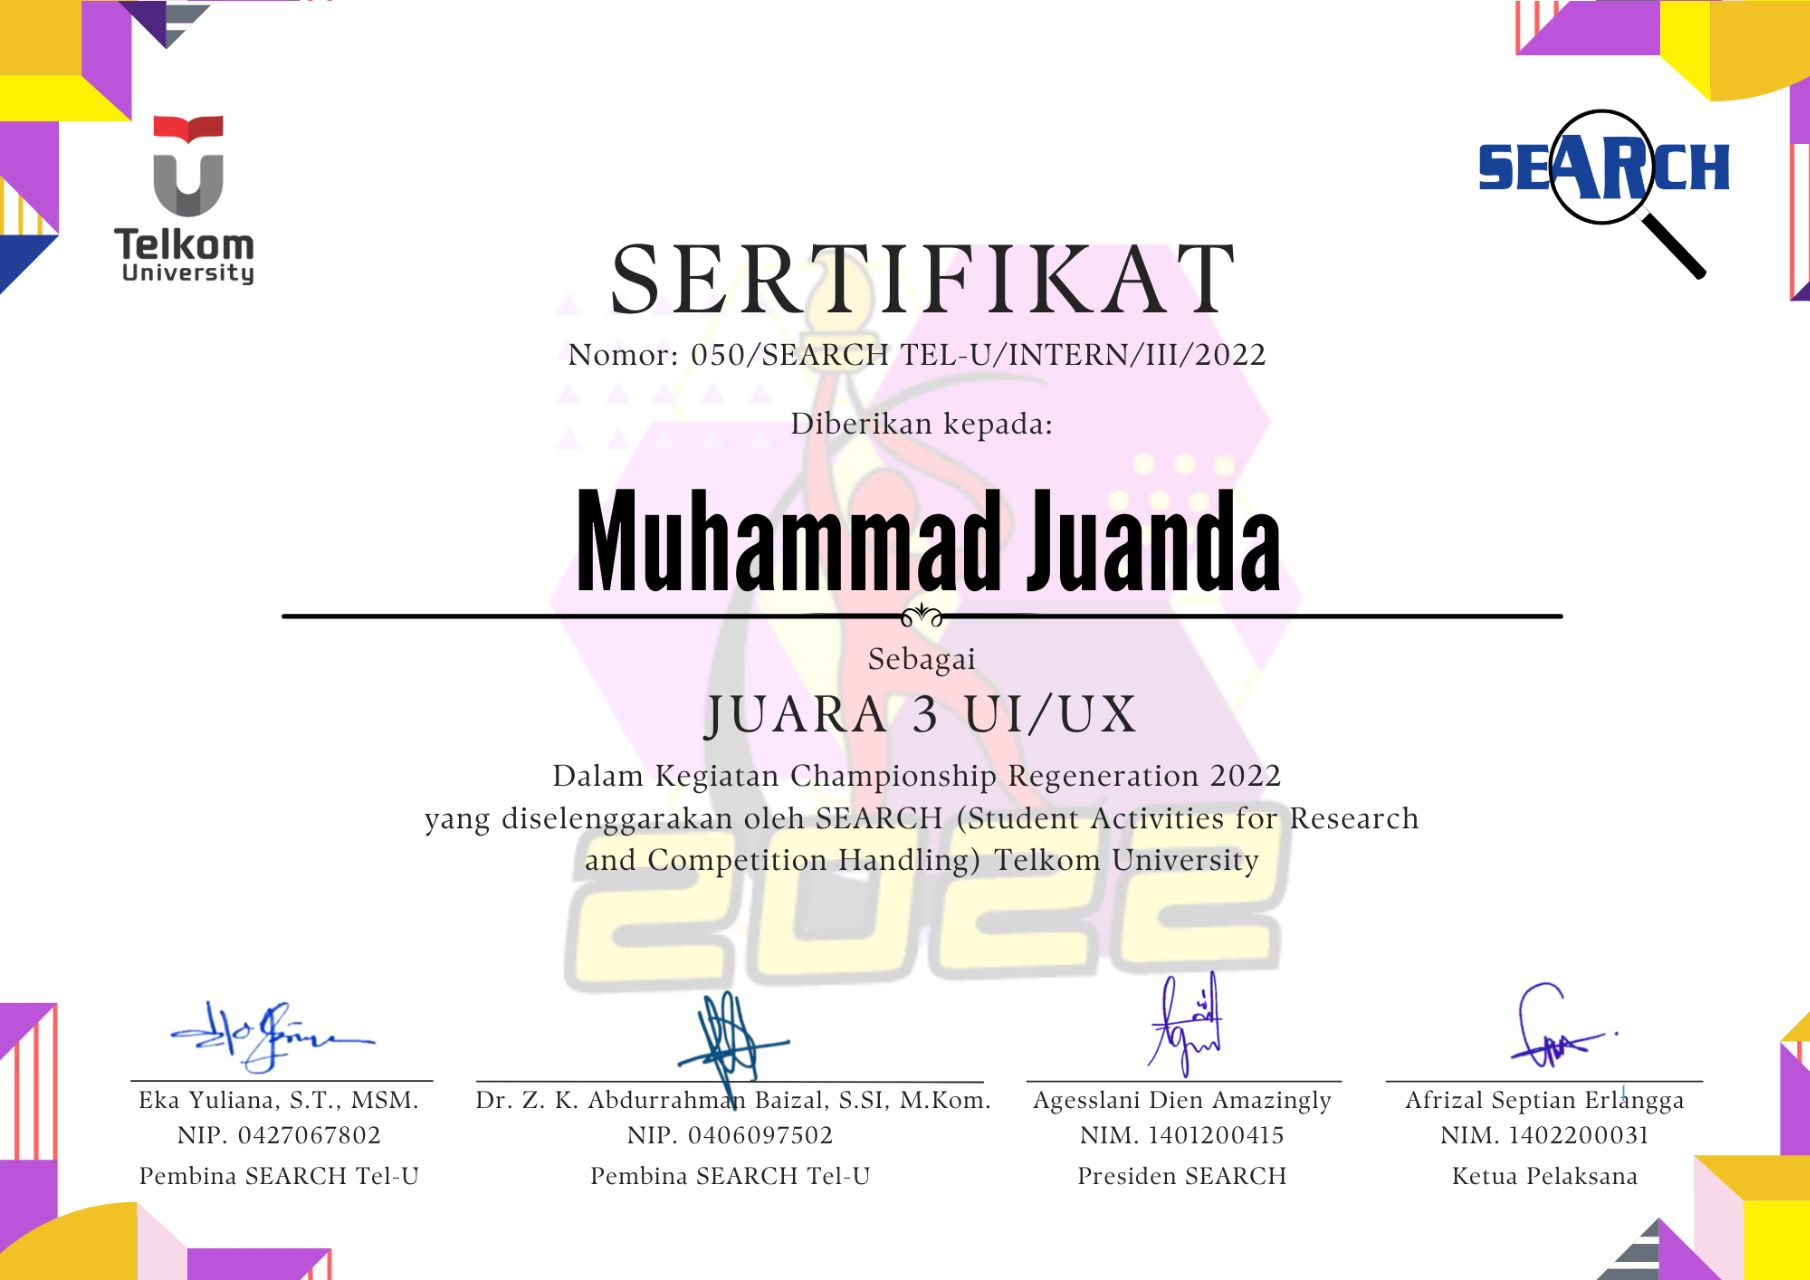 Telkom
University
SEARCH
SERTIFIKAT
Nomor: 050/SEARCH TEL-U/INTERN/III/2022
Diberikan kepada:
Muhammad Juanda
Sebagai
JUARA 3 UI/UX
Dalam Kegiatan Championship Regeneration 2022
yang diselenggarakan oleh SEARCH (Student Activities for Research
and Competition Handling) Telkom University
2022
Eka Yuliana, S.T., MSM.
NIP. 0427067802
Pembina SEARCH Tel-U
Dr. Z. K. Abdurrahman Baizal, S.SI, M.Kom.
NIP. 0406097502
Pembina SEARCH Tel-U
Agesslani Dien Amazingly
NIM. 1401200415
Presiden SEARCH
Afrizal Septian Erlangga
NIM. 1402200031
Ketua Pelaksana